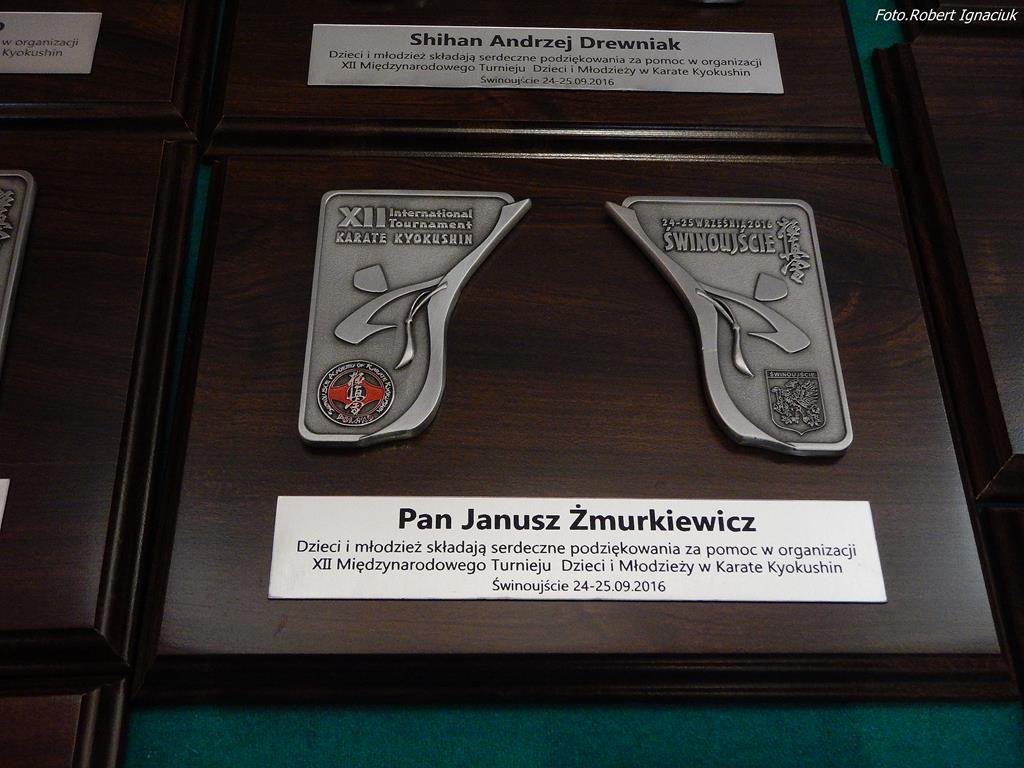 Foto.Robert Ignaciuk
w organizacji
Kyokushin
Shihan Andrzej Drewniak
Dzieci i młodzież składają serdeczne podziękowania za pomoc w organizacji
XII Międzynarodowego Turnieju Dzieci i Młodzieży w Karate Kyokushin
Świnoujście 24-25.09.2016
XII International
Tournament
KARATE KYOKUSHIN
24-25 WRZEŚNIA 2016
ŚWINOUJŚCIE
ŚWINOUJŚCIE
Pan Janusz Żmurkiewicz
Dzieci i młodzież składają serdeczne podziękowania za pomoc w organizacji
XII Międzynarodowego Turnieju Dzieci i Młodzieży w Karate Kyokushin
Świnoujście 24-25.09.2016